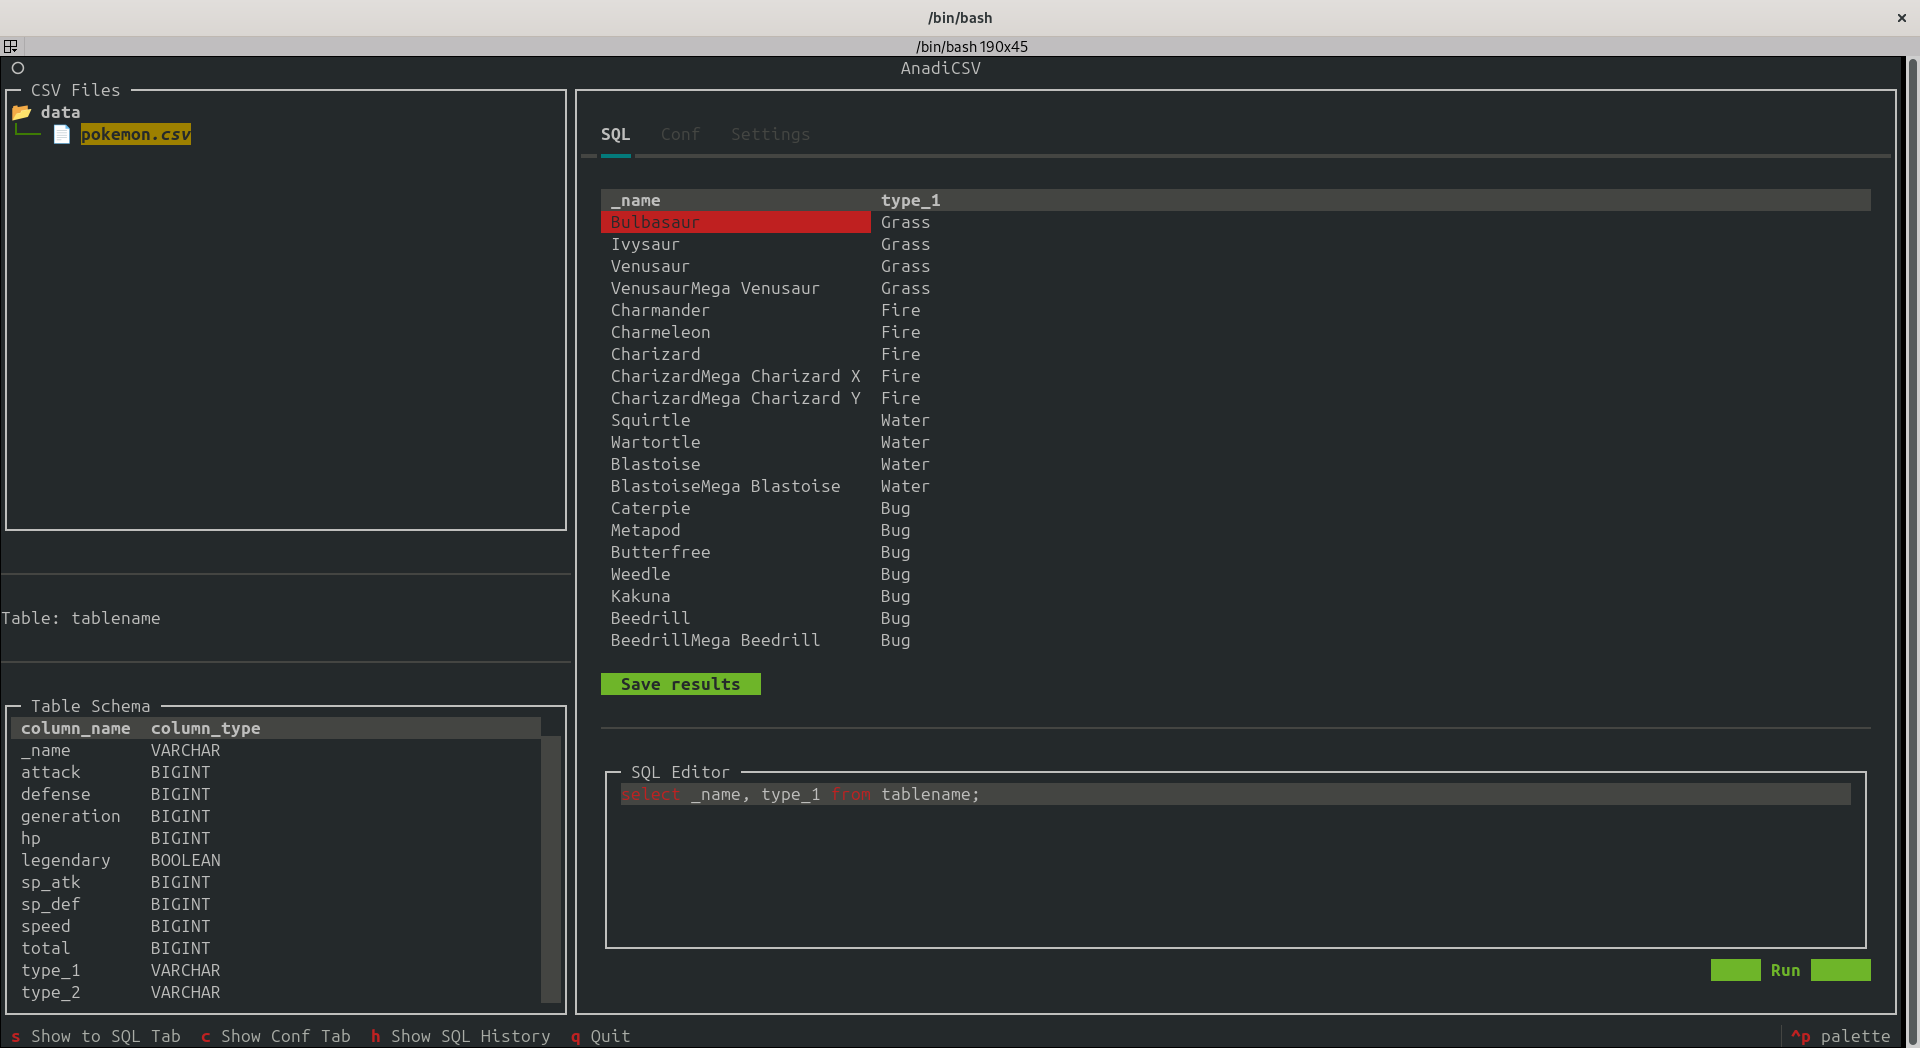 /bin/bash
/bin/bash 190x45
AnadiCSV
CSV Files
data
pokemon.csv
Table: tablename
Table Schema
column_name column_type
_name VARCHAR
attack BIGINT
defense BIGINT
generation BIGINT
hp BIGINT
legendary BOOLEAN
sp_atk BIGINT
sp_def BIGINT
speed BIGINT
total BIGINT
type_1 VARCHAR
type_2 VARCHAR
SQL Conf Settings
_name type_1
Bulbasaur Grass
Ivysaur Grass
Venusaur Grass
VenusaurMega Venusaur Grass
Charmander Fire
Charmeleon Fire
Charizard Fire
CharizardMega Charizard X Fire
CharizardMega Charizard Y Fire
Squirtle Water
Wartortle Water
Blastoise Water
BlastoiseMega Blastoise Water
Caterpie Bug
Metapod Bug
Butterfree Bug
Weedle Bug
Kakuna Bug
Beedrill Bug
BeedrillMega Beedrill Bug
Save results
SQL Editor
select _name, type_1 from tablename;
Run
s Show to SQL Tab c Show Conf Tab h Show SQL History q Quit ^p palette